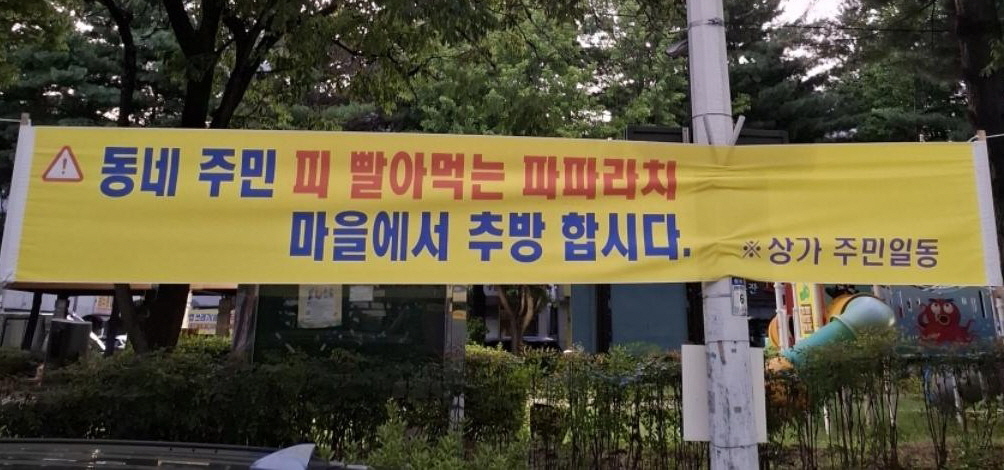 동네 주민 피 빨아먹는 파파라치
마을에서 추방 합시다.
※상가 주민일동
6